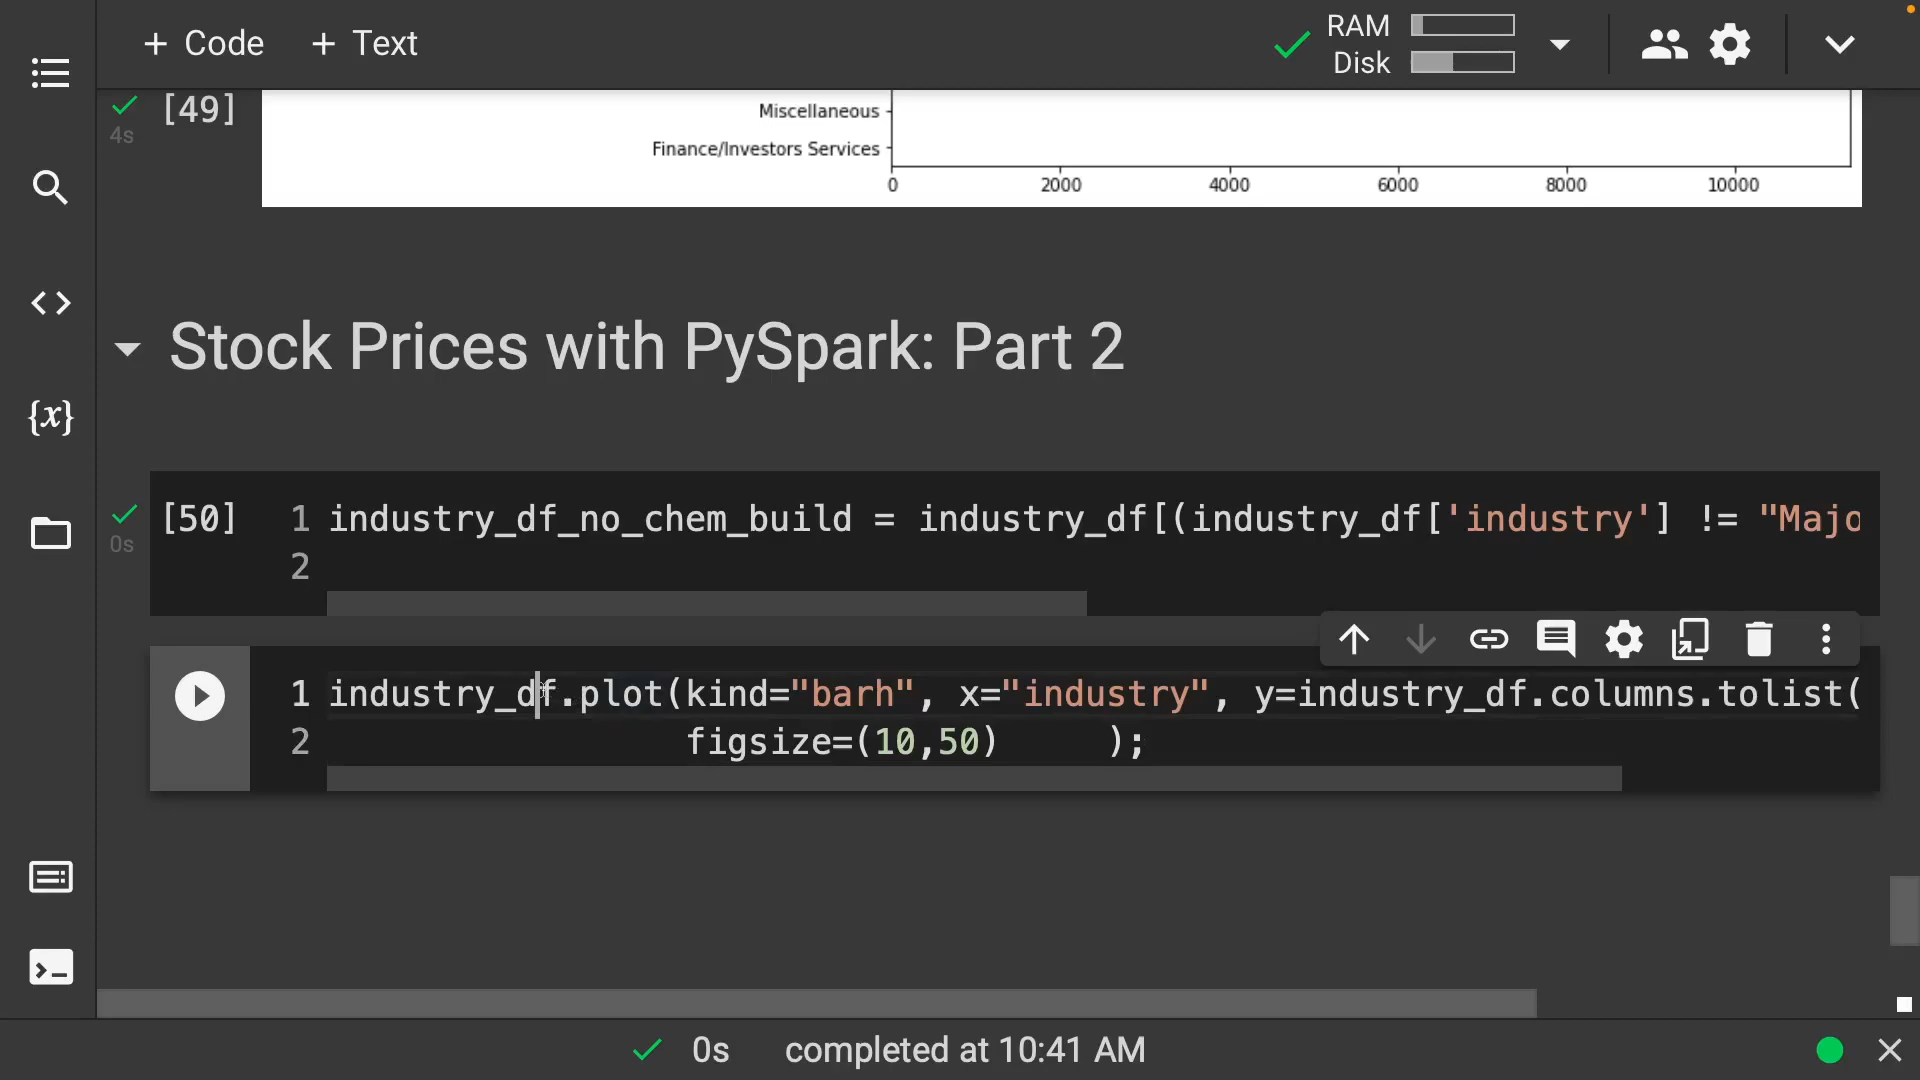 + Code + Text
RAM
Disk
[49]
4s
Miscellaneous
Finance/Investors Services
0 2000 4000 6000 8000 10000
Stock Prices with PySpark: Part 2
{x}
[50]
0s
1 industry_df_no_chem_build = industry_df[(industry_df['industry'] != "Majo
2
1 industry_df.plot(kind="barh", x="industry", y=industry_df.columns.tolist(
2 figsize=(10,50) );
0s completed at 10:41 AM